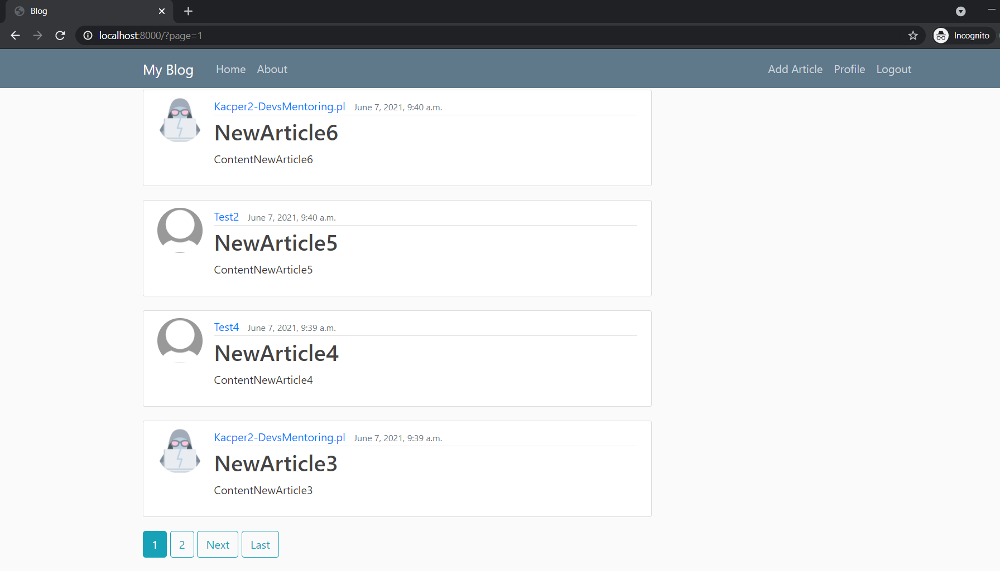 Blog
localhost:8000/?page=1
Incognito
My Blog Home About Add Article Profile Logout
Kacper2-DevsMentoring.pl June 7, 2021, 9:40 a.m.
NewArticle6
ContentNewArticle6
Test2 June 7, 2021, 9:40 a.m.
NewArticle5
ContentNewArticle5
Test4 June 7, 2021, 9:39 a.m.
NewArticle4
ContentNewArticle4
Kacper2-DevsMentoring.pl June 7, 2021, 9:39 a.m.
NewArticle3
ContentNewArticle3
1 2 Next Last